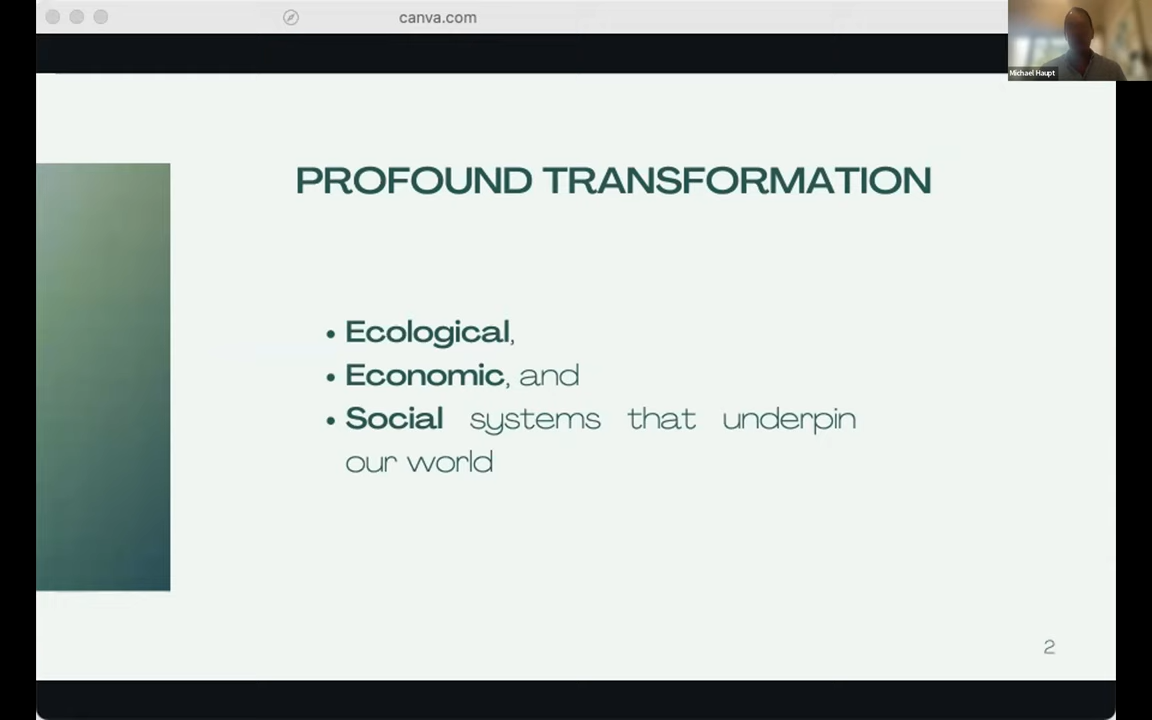 canva.com
Michael Haupt
PROFOUND TRANSFORMATION
• Ecological,
• Economic, and
• Social systems that underpin
our world
2